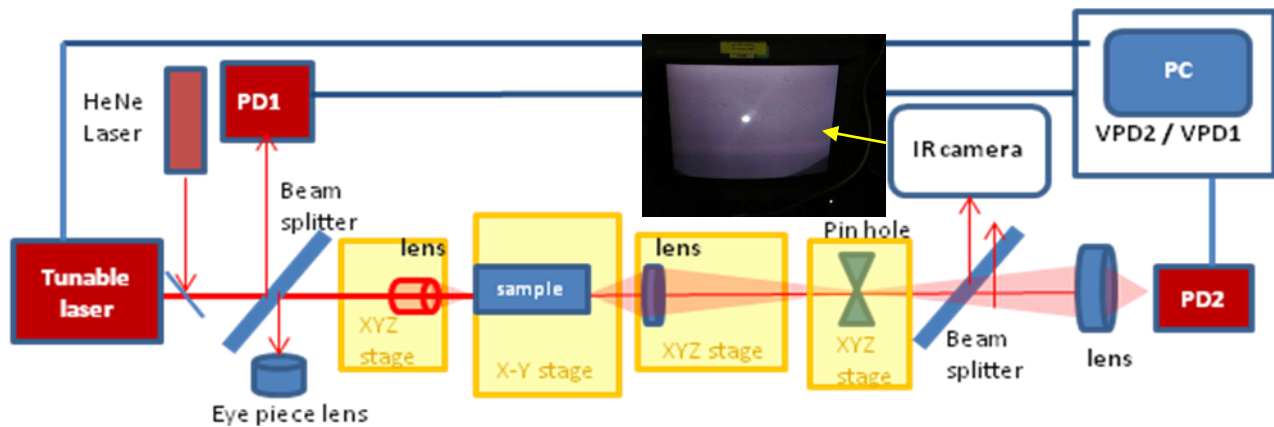 HeNe
Laser
PD1
PC
VPD2 / VPD1
IR camera
Beam
splitter
Tunable
laser
lens
sample
lens
Pin hole
PD2
XYZ
stage
X-Y stage
XYZ stage
XYZ
stage
Beam
splitter
lens
Eye piece lens